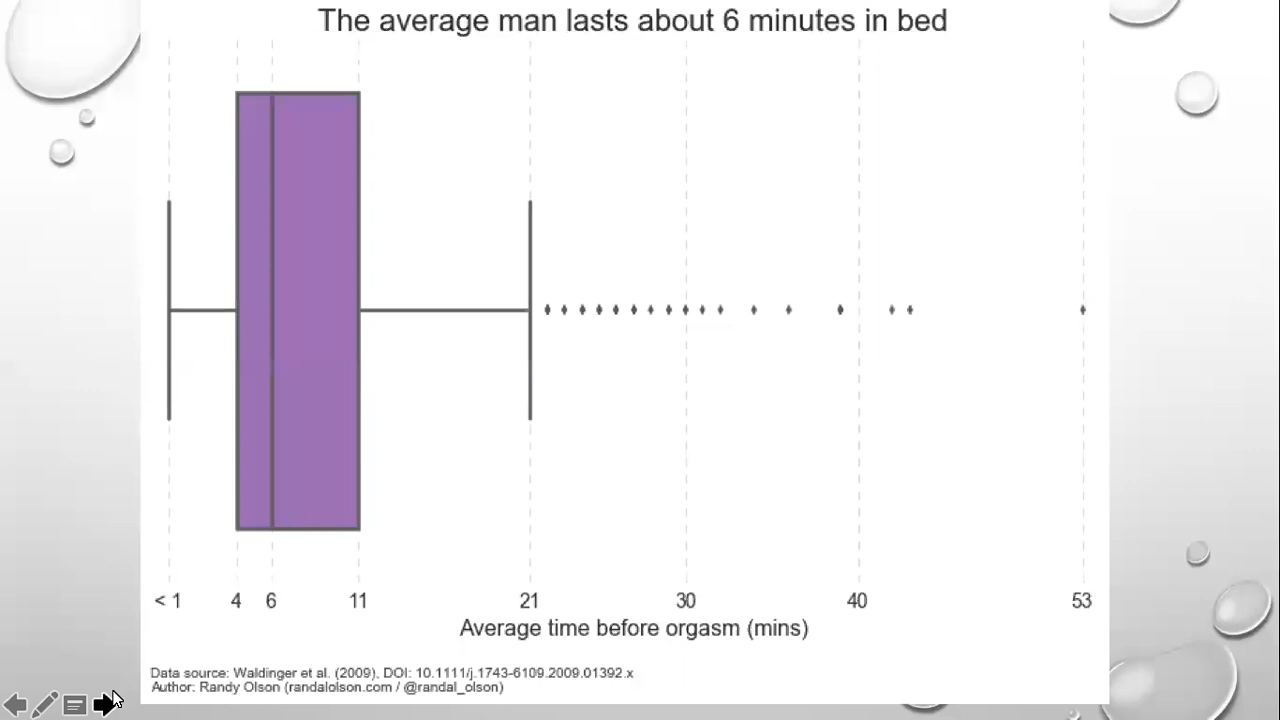 The average man lasts about 6 minutes in bed
< 1 4 6 11 21 30 40 53
Average time before orgasm (mins)
Data source: Waldinger et al. (2009), DOI: 10.1111/j.1743-6109.2009.01392.x
Author: Randy Olson (randalolson.com / @randal_olson)